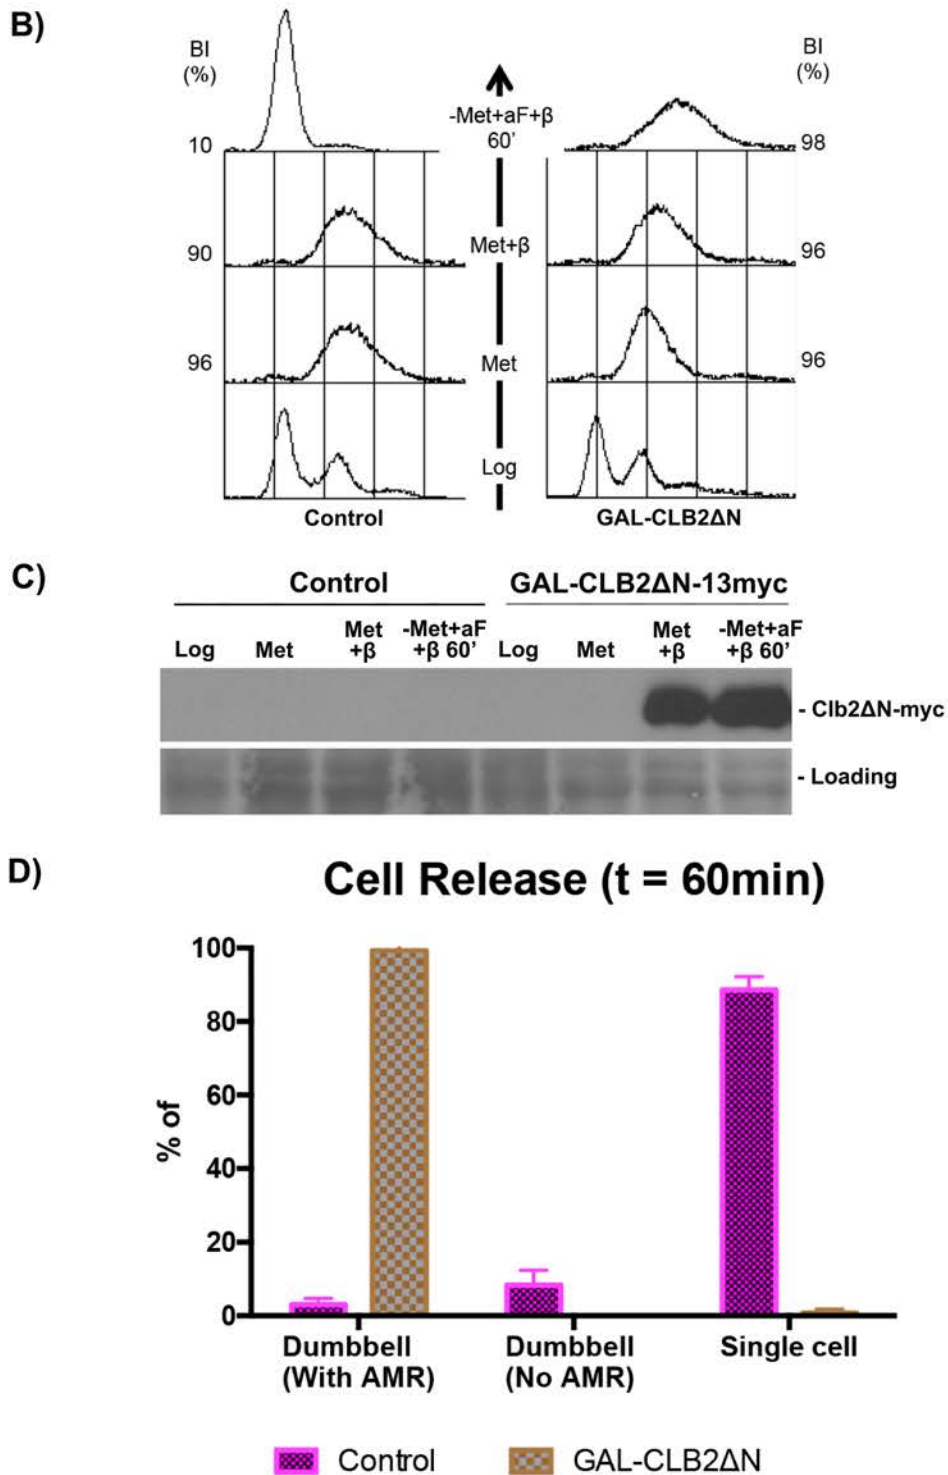 B)
BI
(%)
BI
(%)
-Met+aF+β
60’
10
98
90
Met+β
96
96
Met
96
Log
Control
GAL-CLB2ΔN
C)
Control
GAL-CLB2ΔN-13myc
Log
Met
Met
+β
-Met+aF
+β 60’
Log
Met
Met
+β
-Met+aF
+β 60’
- Clb2ΔN-myc
- Loading
D)
Cell Release (t = 60min)
% of
100
80
60
40
20
0
Dumbbell
(With AMR)
Dumbbell
(No AMR)
Single cell
Control
GAL-CLB2ΔN